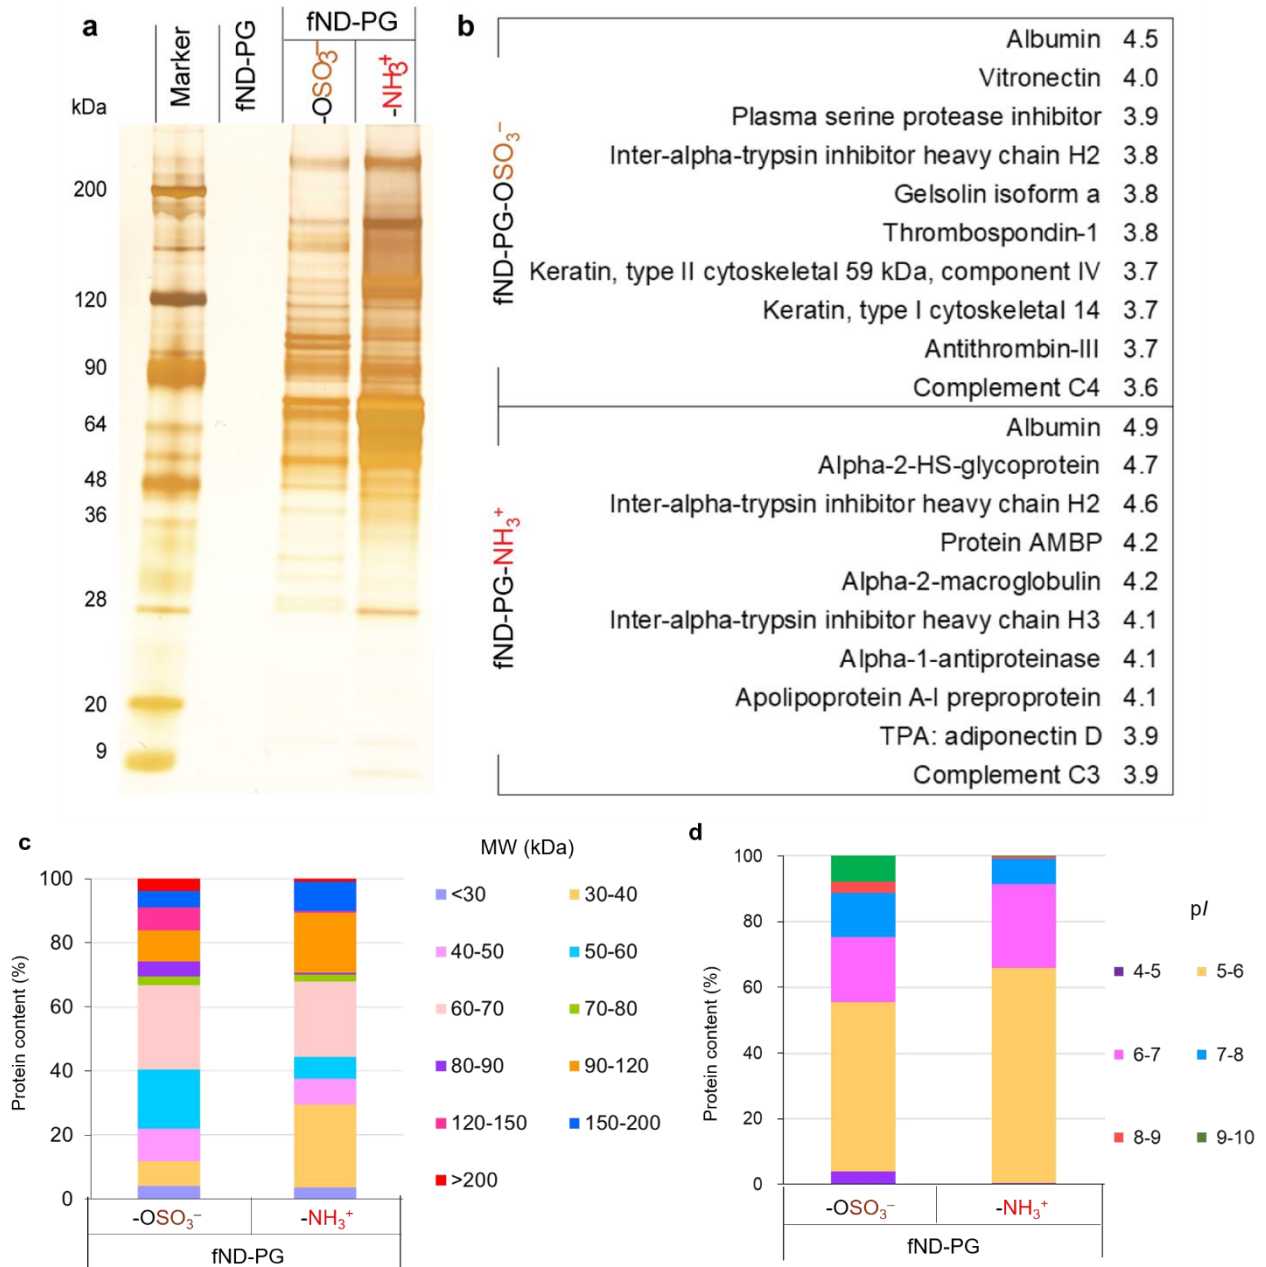 a
kDa
Marker
fND-PG
fND-PG
-OSO₃⁻
-NH₃⁺
200
120
90
64
48
36
28
20
9
b
fND-PG-OSO₃⁻
Albumin 4.5
Vitronectin 4.0
Plasma serine protease inhibitor 3.9
Inter-alpha-trypsin inhibitor heavy chain H2 3.8
Gelsolin isoform a 3.8
Thrombospondin-1 3.8
Keratin, type II cytoskeletal 59 kDa, component IV 3.7
Keratin, type I cytoskeletal 14 3.7
Antithrombin-III 3.7
Complement C4 3.6
fND-PG-NH₃⁺
Albumin 4.9
Alpha-2-HS-glycoprotein 4.7
Inter-alpha-trypsin inhibitor heavy chain H2 4.6
Protein AMBP 4.2
Alpha-2-macroglobulin 4.2
Inter-alpha-trypsin inhibitor heavy chain H3 4.1
Alpha-1-antiproteinase 4.1
Apolipoprotein A-I preproprotein 4.1
TPA: adiponectin D 3.9
Complement C3 3.9
c
Protein content (%)
100
80
60
40
20
0
-OSO₃⁻ -NH₃⁺
fND-PG
MW (kDa)
<30 30-40
40-50 50-60
60-70 70-80
80-90 90-120
120-150 150-200
>200
d
Protein content (%)
100
80
60
40
20
0
-OSO₃⁻ -NH₃⁺
fND-PG
pI
4-5 5-6
6-7 7-8
8-9 9-10